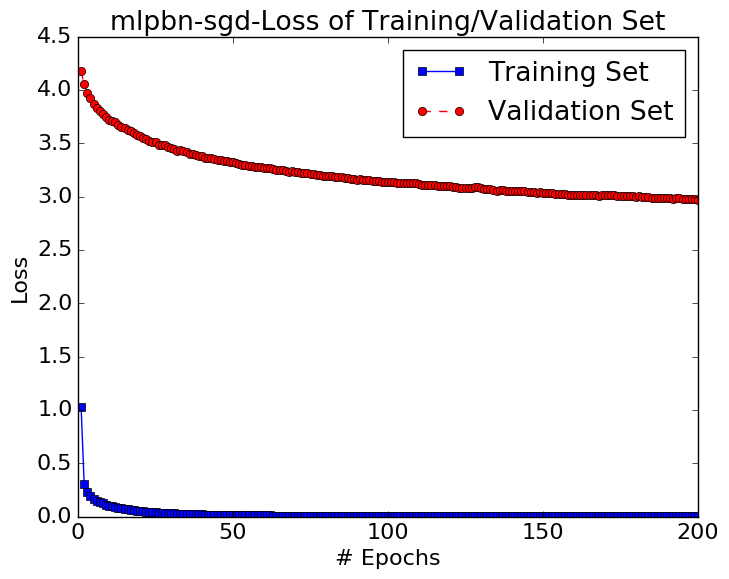 mlpbn-sgd-Loss of Training/Validation Set
4.5
4.0
3.5
3.0
2.5
2.0
1.5
1.0
0.5
0.0
Loss
Training Set
Validation Set
0 50 100 150 200
# Epochs